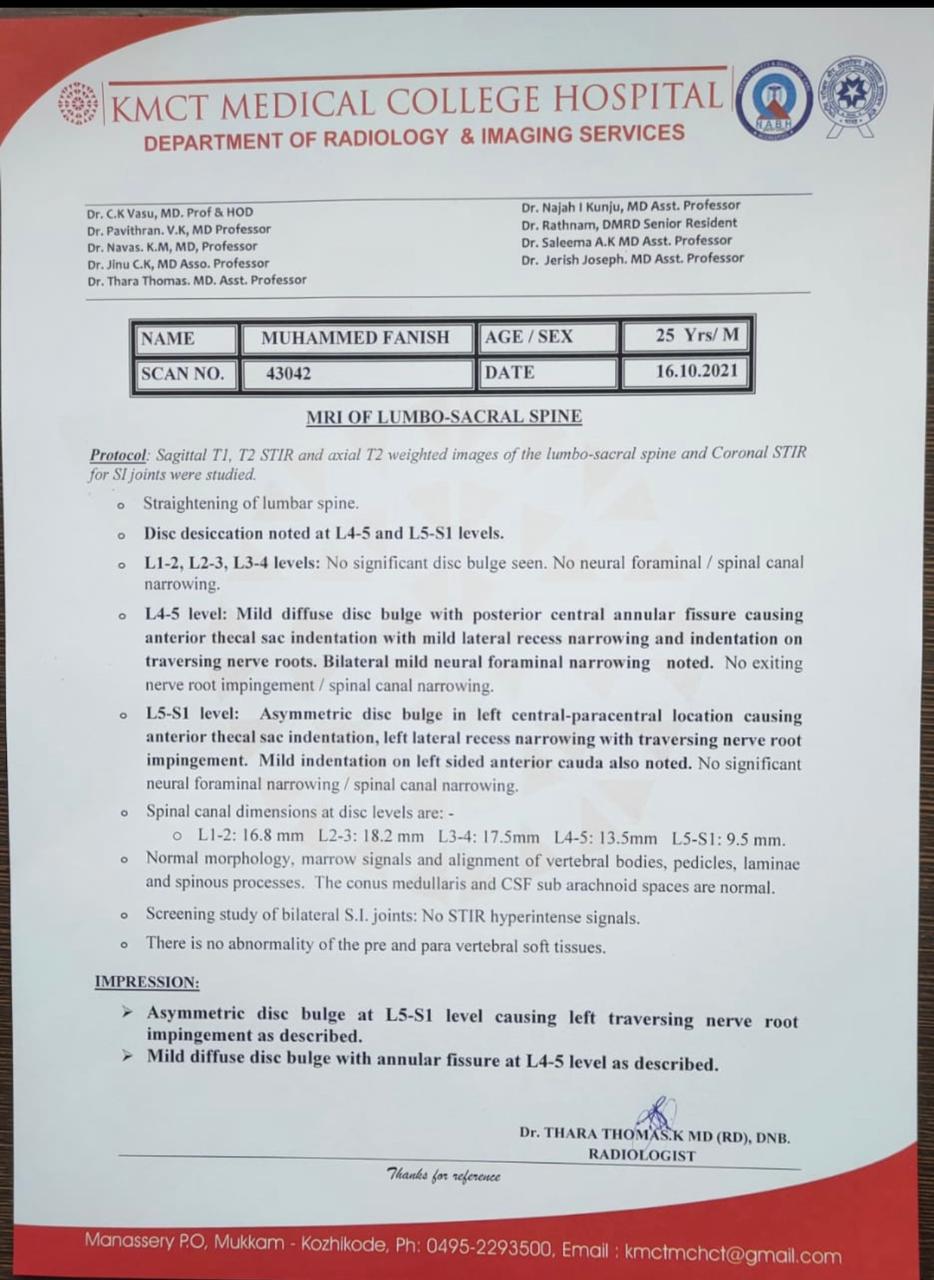 KMCT MEDICAL COLLEGE HOSPITAL
DEPARTMENT OF RADIOLOGY & IMAGING SERVICES
N A B H
Dr. C.K Vasu, MD. Prof & HOD
Dr. Pavithran. V.K, MD Professor
Dr. Navas. K.M, MD, Professor
Dr. Jinu C.K, MD Asso. Professor
Dr. Thara Thomas. MD. Asst. Professor
Dr. Najah I Kunju, MD Asst. Professor
Dr. Rathnam, DMRD Senior Resident
Dr. Saleema A.K MD Asst. Professor
Dr. Jerish Joseph. MD Asst. Professor
NAME MUHAMMED FANISH AGE / SEX 25 Yrs/ M
SCAN NO. 43042 DATE 16.10.2021
MRI OF LUMBO-SACRAL SPINE
Protocol: Sagittal T1, T2 STIR and axial T2 weighted images of the lumbo-sacral spine and Coronal STIR
for SI joints were studied.
o Straightening of lumbar spine.
o Disc desiccation noted at L4-5 and L5-S1 levels.
o L1-2, L2-3, L3-4 levels: No significant disc bulge seen. No neural foraminal / spinal canal
narrowing.
o L4-5 level: Mild diffuse disc bulge with posterior central annular fissure causing
anterior thecal sac indentation with mild lateral recess narrowing and indentation on
traversing nerve roots. Bilateral mild neural foraminal narrowing noted. No exiting
nerve root impingement / spinal canal narrowing.
o L5-S1 level: Asymmetric disc bulge in left central-paracentral location causing
anterior thecal sac indentation, left lateral recess narrowing with traversing nerve root
impingement. Mild indentation on left sided anterior cauda also noted. No significant
neural foraminal narrowing / spinal canal narrowing.
o Spinal canal dimensions at disc levels are: -
o L1-2: 16.8 mm L2-3: 18.2 mm L3-4: 17.5mm L4-5: 13.5mm L5-S1: 9.5 mm.
o Normal morphology, marrow signals and alignment of vertebral bodies, pedicles, laminae
and spinous processes. The conus medullaris and CSF sub arachnoid spaces are normal.
o Screening study of bilateral S.I. joints: No STIR hyperintense signals.
o There is no abnormality of the pre and para vertebral soft tissues.
IMPRESSION:
➢ Asymmetric disc bulge at L5-S1 level causing left traversing nerve root
impingement as described.
➢ Mild diffuse disc bulge with annular fissure at L4-5 level as described.
Dr. THARA THOMAS.K MD (RD), DNB.
RADIOLOGIST
Thanks for reference
Manassery P.O, Mukkam - Kozhikode, Ph: 0495-2293500, Email : kmctmchct@gmail.com